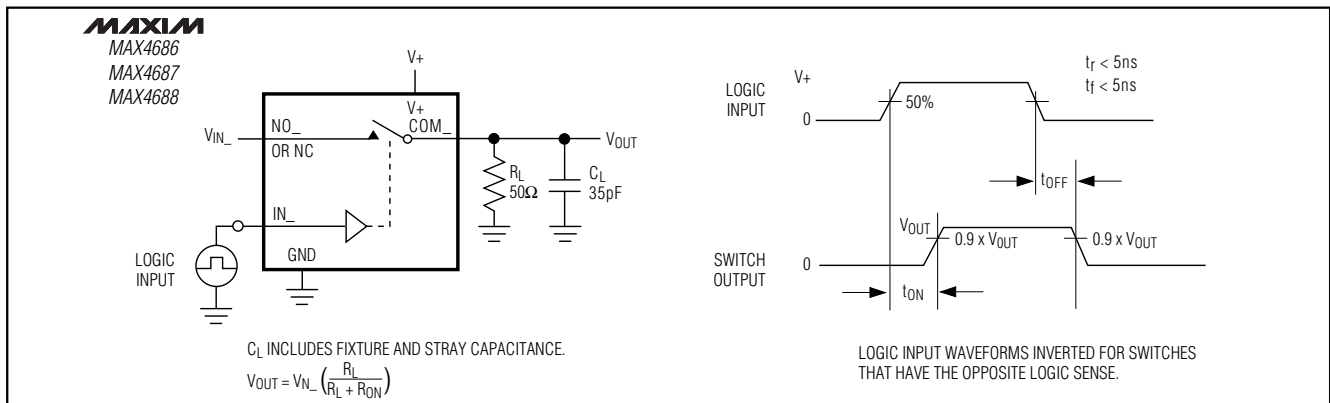 MAXIM
MAX4686
MAX4687
MAX4688
V+
V+
VIN_
NO_
OR NC
COM_
VOUT
RL
50Ω
CL
35pF
IN_
GND
LOGIC
INPUT
CL INCLUDES FIXTURE AND STRAY CAPACITANCE.
VOUT = VN_ (RL / RL + RON)
LOGIC
INPUT
V+
0
50%
tr < 5ns
tf < 5ns
tOFF
SWITCH
OUTPUT
VOUT
0
0.9 x VOUT
0.9 x VOUT
tON
LOGIC INPUT WAVEFORMS INVERTED FOR SWITCHES
THAT HAVE THE OPPOSITE LOGIC SENSE.